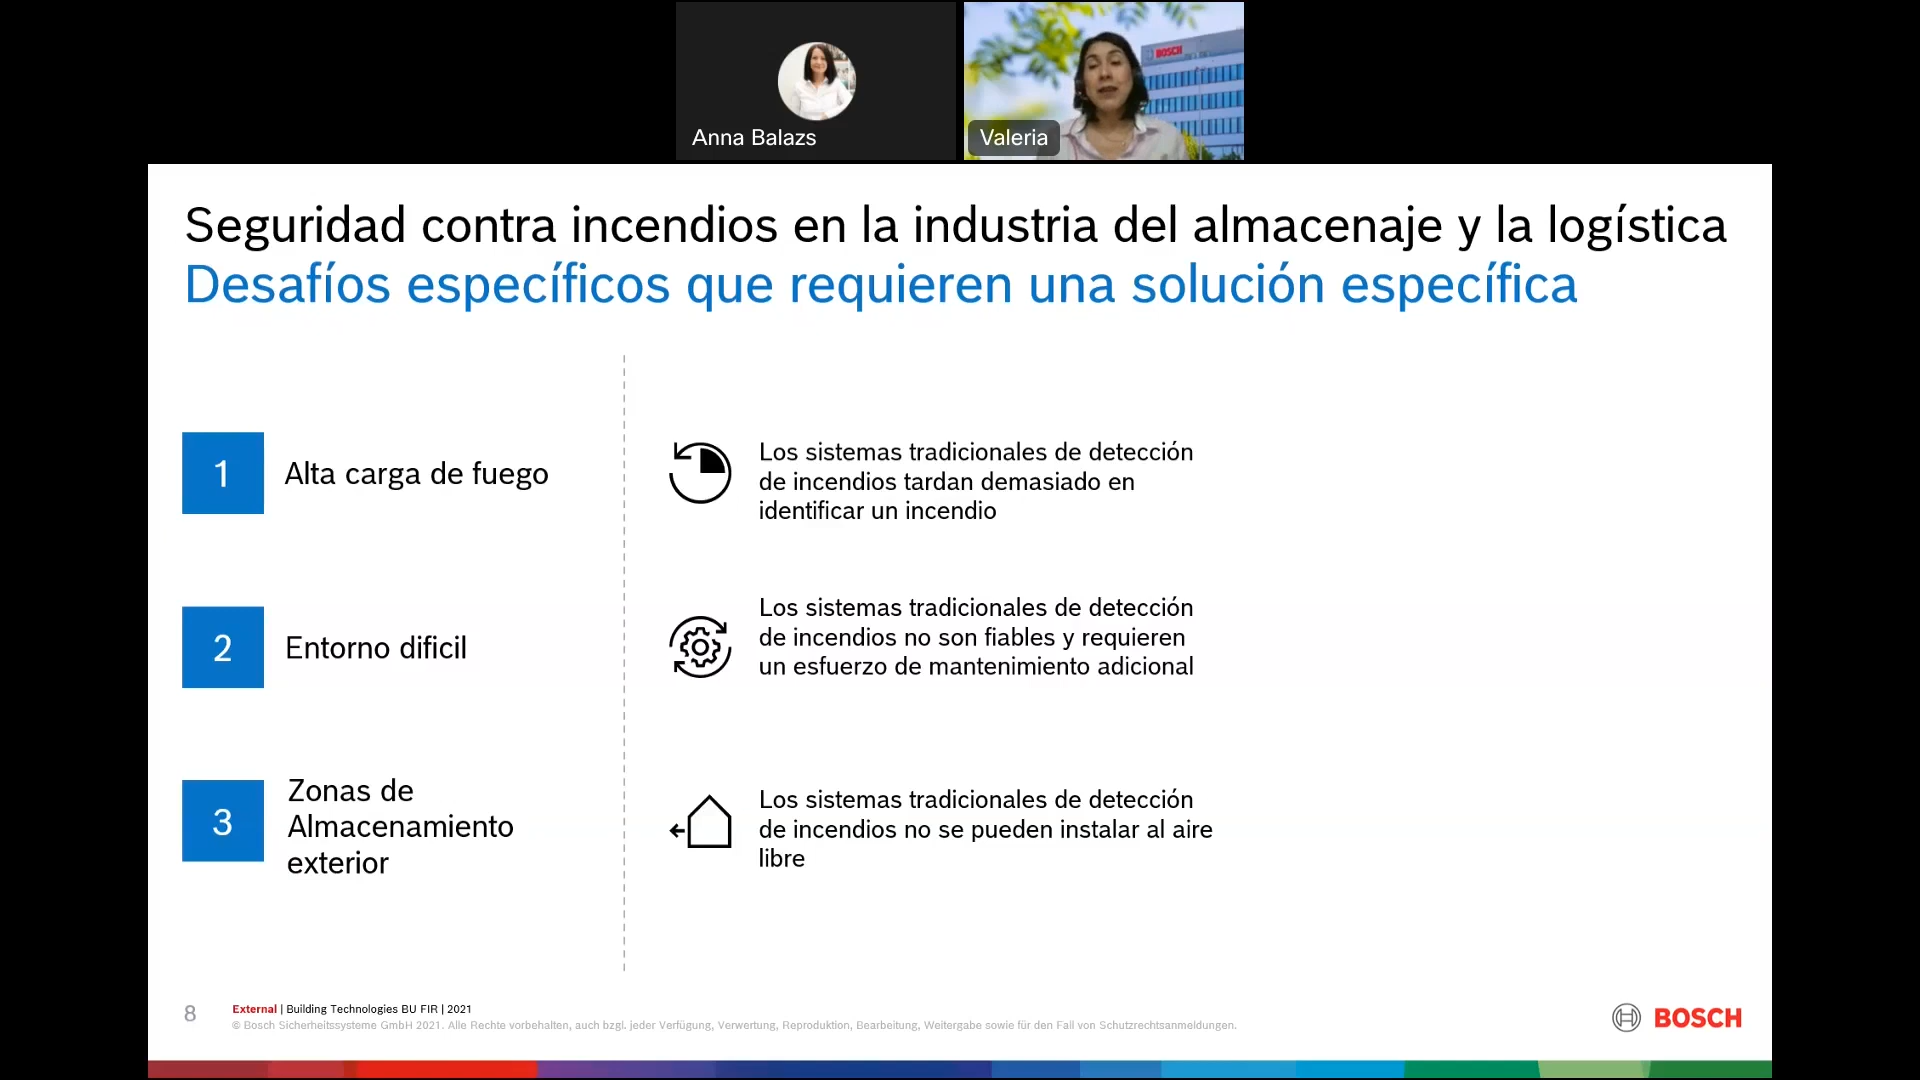 BOSCH
Anna Balazs
Valeria
Seguridad contra incendios en la industria del almacenaje y la logística
Desafíos específicos que requieren una solución específica
1
Alta carga de fuego
Los sistemas tradicionales de detección
de incendios tardan demasiado en
identificar un incendio
2
Entorno dificil
Los sistemas tradicionales de detección
de incendios no son fiables y requieren
un esfuerzo de mantenimiento adicional
3
Zonas de
Almacenamiento
exterior
Los sistemas tradicionales de detección
de incendios no se pueden instalar al aire
libre
8
External | Building Technologies BU FIR | 2021
© Bosch Sicherheitssysteme GmbH 2021. Alle Rechte vorbehalten, auch bzgl. jeder Verfügung, Verwertung, Reproduktion, Bearbeitung, Weitergabe sowie für den Fall von Schutzrechtsanmeldungen.
BOSCH